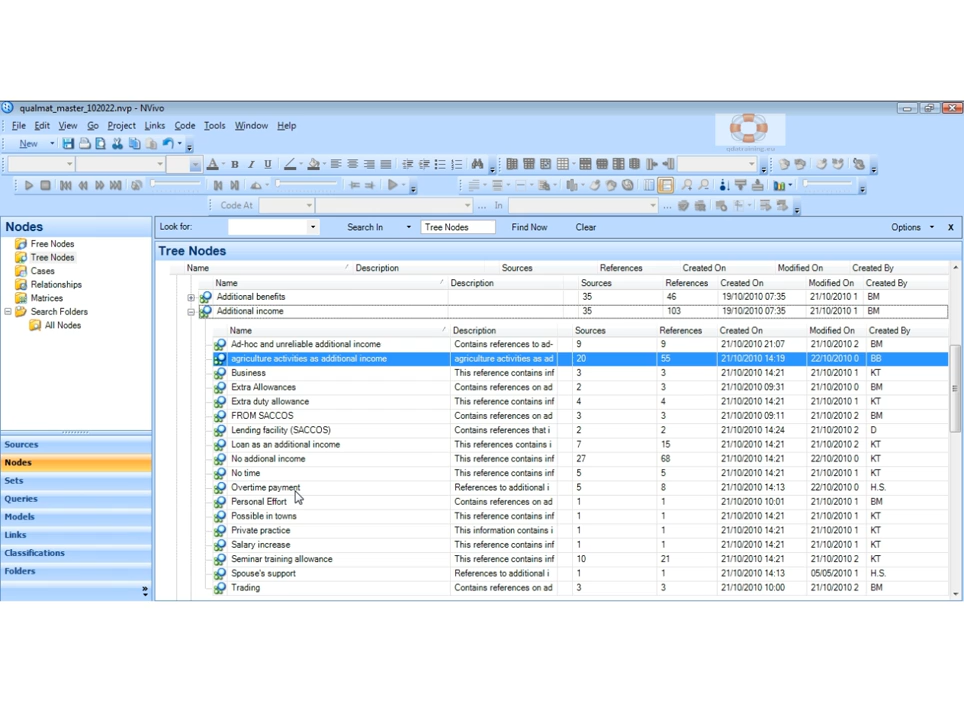 qualmat_master_102022.nvp - NVivo
File Edit View Go Project Links Code Tools Window Help
New
qdatraining.eu
B I U
Code At In
Nodes
Free Nodes
Tree Nodes
Cases
Relationships
Matrices
Search Folders
All Nodes
Sources
Nodes
Sets
Queries
Models
Links
Classifications
Folders
Look for: Search In Tree Nodes Find Now Clear Options x
Tree Nodes
Name Description Sources References Created On Modified On Created By
Name Description Sources References Created On Modified On Created By
Additional benefits 35 46 19/10/2010 07:35 21/10/2010 1 BM
Additional income 35 103 19/10/2010 07:35 21/10/2010 1 BM
Name Description Sources References Created On Modified On Created By
Ad-hoc and unreliable additional income Contains references to ad- 9 9 21/10/2010 21:07 21/10/2010 2 BM
agriculture activities as additional income agriculture activities as ad 20 55 21/10/2010 14:19 22/10/2010 0 BB
Business This reference contains inf 3 3 21/10/2010 14:21 21/10/2010 1 KT
Extra Allowances Contains references on ad 2 2 21/10/2010 09:31 21/10/2010 0 BM
Extra duty allowance This reference contains inf 4 4 21/10/2010 14:21 21/10/2010 1 KT
FROM SACCOS Contains references on ad 3 3 21/10/2010 09:11 21/10/2010 2 BM
Lending facility (SACCOS) Contains references that i 2 2 21/10/2010 14:24 21/10/2010 2 D
Loan as an additional income This references contains i 7 15 21/10/2010 14:21 21/10/2010 2 KT
No addional income This reference contains inf 27 68 21/10/2010 14:21 22/10/2010 0 KT
No time This reference contains inf 5 5 21/10/2010 14:21 21/10/2010 1 KT
Overtime payment References to additional i 5 8 21/10/2010 14:13 22/10/2010 0 H.S.
Personal Effort Contains references on ad 1 1 21/10/2010 10:01 21/10/2010 1 BM
Possible in towns This reference contains inf 1 1 21/10/2010 14:21 21/10/2010 1 KT
Private practice This information contains i 1 1 21/10/2010 14:21 21/10/2010 1 KT
Salary increase This reference contains inf 1 1 21/10/2010 14:21 21/10/2010 1 KT
Seminar training allowance This reference contains inf 10 21 21/10/2010 14:21 21/10/2010 2 KT
Spouse's support References to additional i 1 1 21/10/2010 14:13 05/05/2010 1 H.S.
Trading Contains references on ad 3 3 21/10/2010 10:00 21/10/2010 2 BM